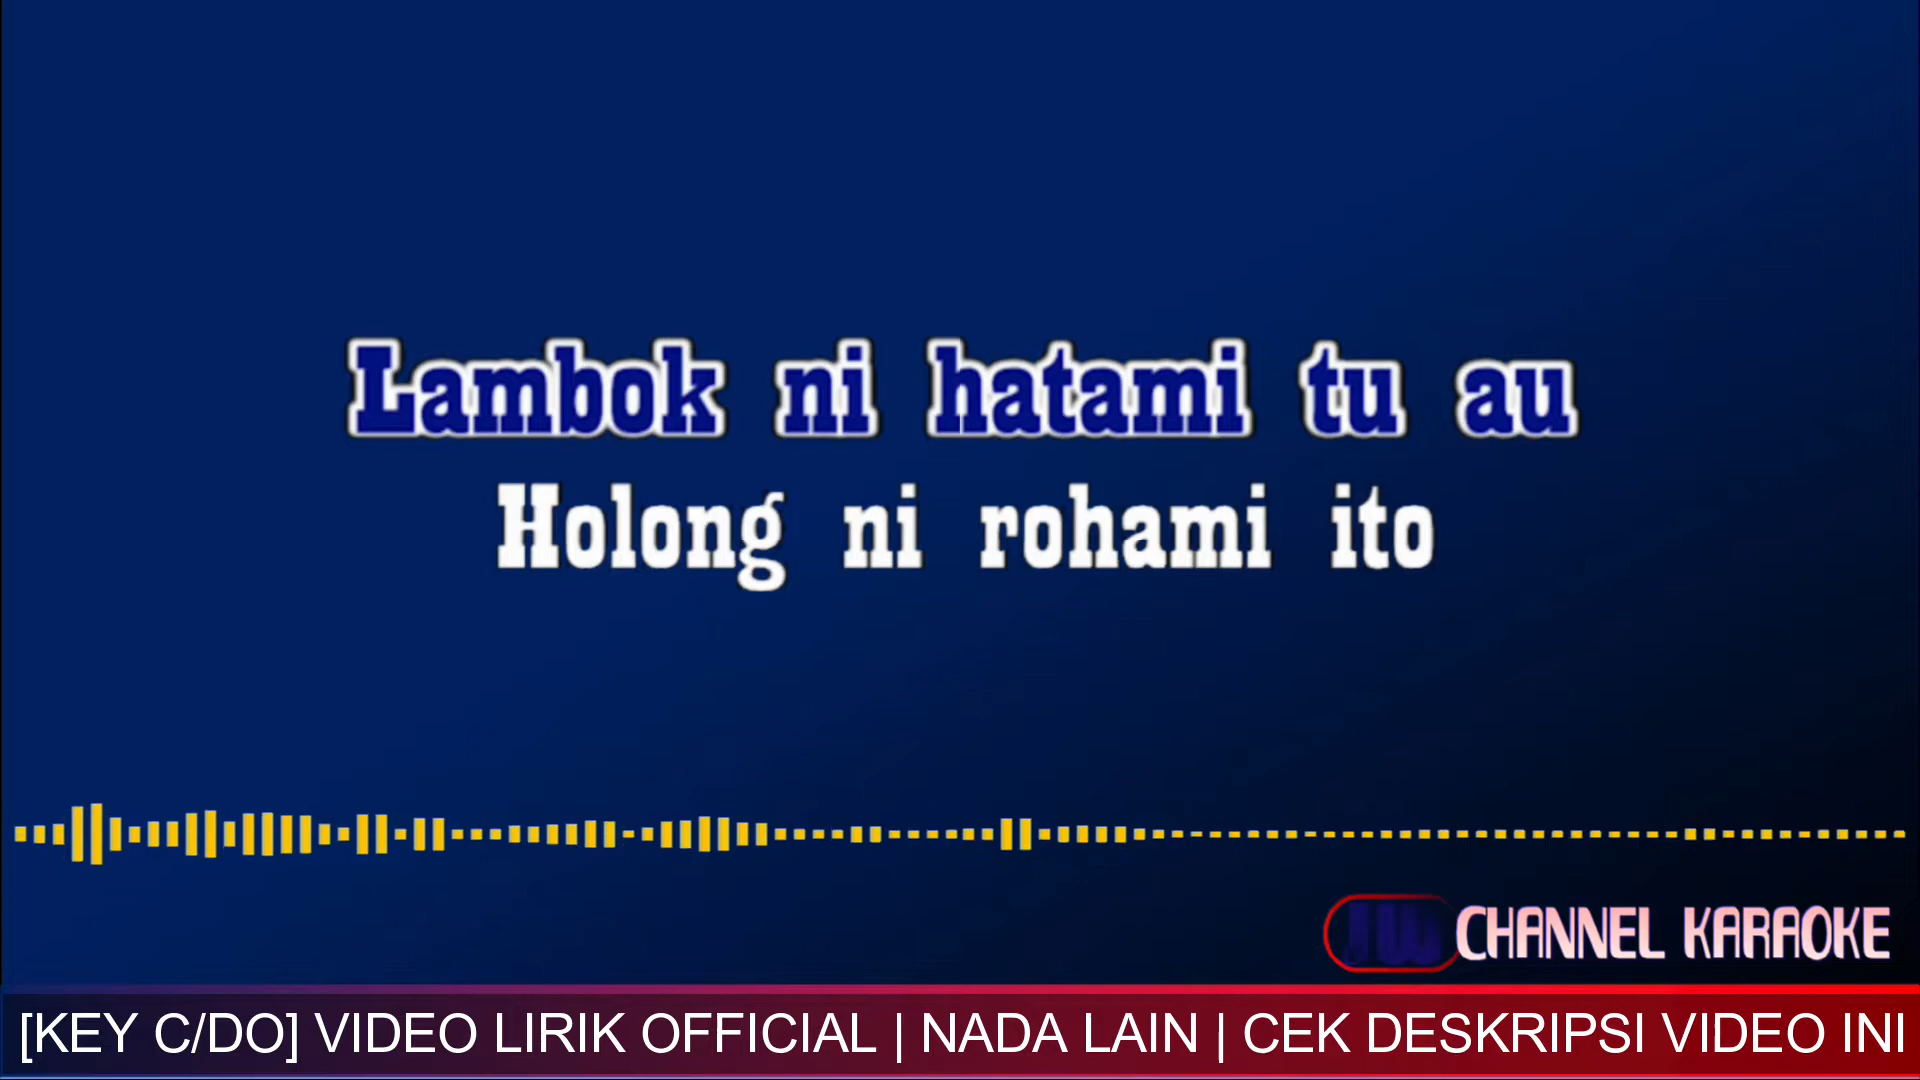 Lambok ni hatami tu au
Holong ni rohami ito
JW CHANNEL KARAOKE
[KEY C/DO] VIDEO LIRIK OFFICIAL | NADA LAIN | CEK DESKRIPSI VIDEO INI